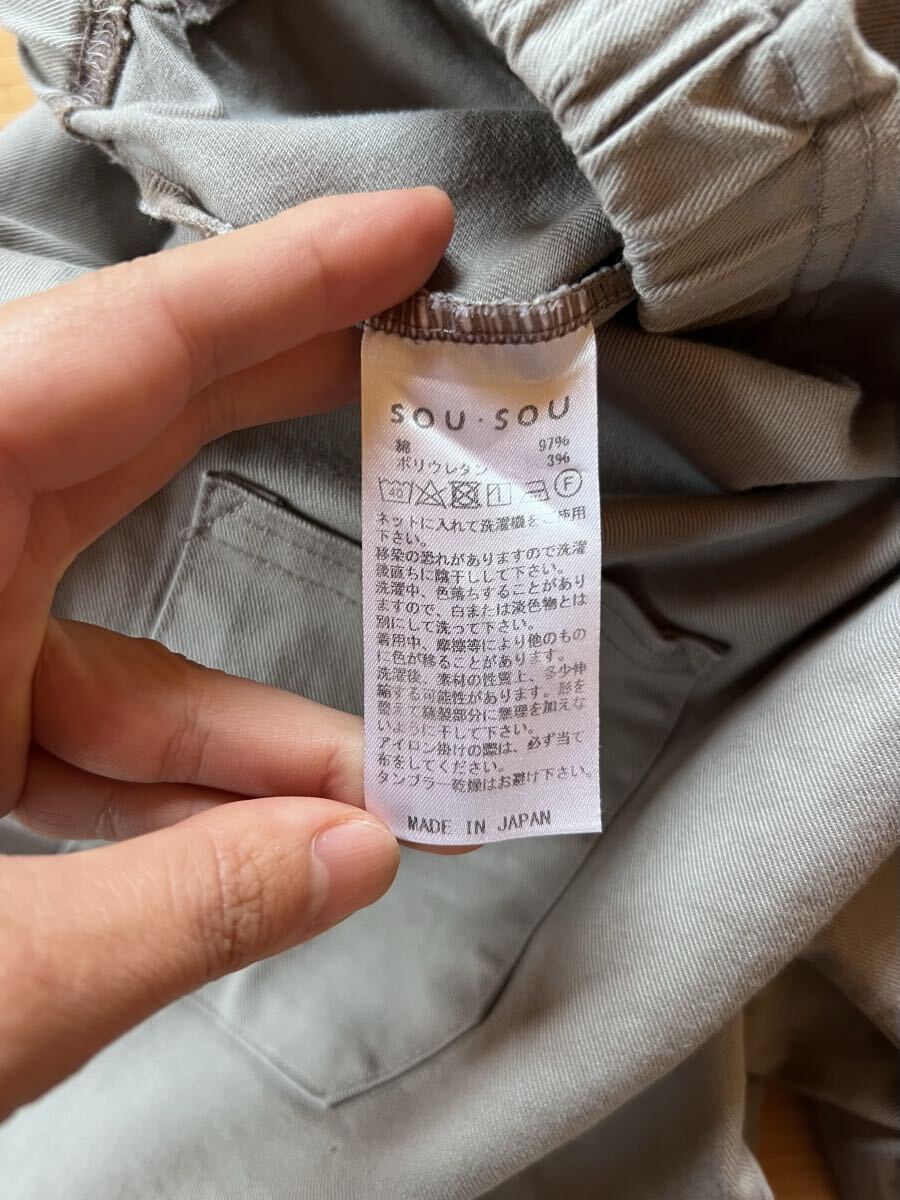 SOU・SOU
綿 97%
ポリウレタン 3%
40 F
ネットに入れて洗濯機をご使用
下さい。
移染の恐れがありますので洗濯
後直ちに陰干しして下さい。
洗濯中、色落ちすることがあり
ますので、白または淡色物とは
別にして洗って下さい。
着用中、摩擦等により他のもの
に色が移ることがあります。
洗濯後、素材の性質上、多少伸
縮する可能性があります。形を
整えて縫製部分に無理を加えな
いように干して下さい。
アイロン掛けの際は、必ず当て
布をしてください。
タンブラー乾燥はお避け下さい。
MADE IN JAPAN